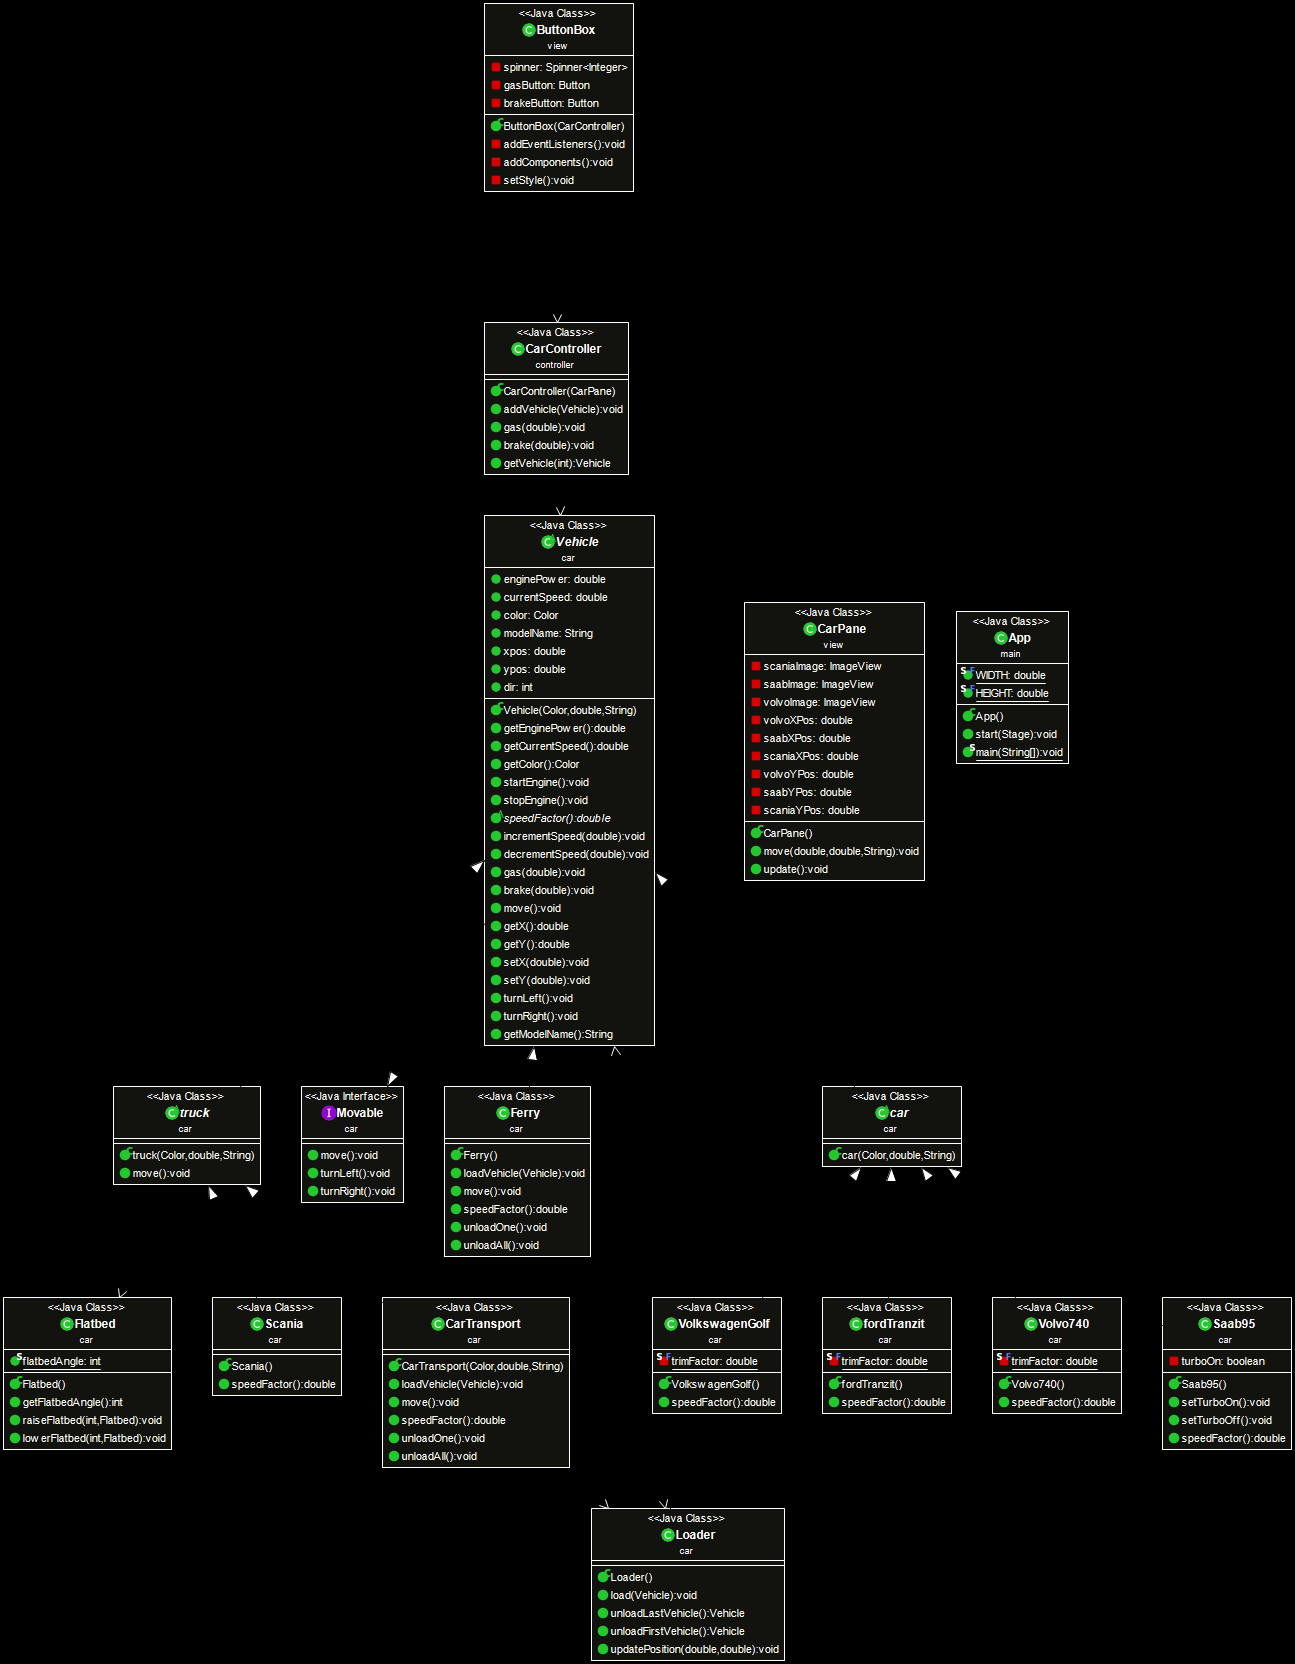 <<Java Class>>
ButtonBox
view
spinner: Spinner<Integer>
gasButton: Button
brakeButton: Button
ButtonBox(CarController)
addEventListeners():void
addComponents():void
setStyle():void
<<Java Class>>
CarController
controller
CarController(CarPane)
addVehicle(Vehicle):void
gas(double):void
brake(double):void
getVehicle(int):Vehicle
<<Java Class>>
Vehicle
car
enginePower: double
currentSpeed: double
color: Color
modelName: String
xpos: double
ypos: double
dir: int
Vehicle(Color,double,String)
getEnginePower():double
getCurrentSpeed():double
getColor():Color
startEngine():void
stopEngine():void
speedFactor():double
incrementSpeed(double):void
decrementSpeed(double):void
gas(double):void
brake(double):void
move():void
getX():double
getY():double
setX(double):void
setY(double):void
turnLeft():void
turnRight():void
getModelName():String
<<Java Class>>
CarPane
view
scaniaImage: ImageView
saabImage: ImageView
volvoImage: ImageView
volvoXPos: double
saabXPos: double
scaniaXPos: double
volvoYPos: double
saabYPos: double
scaniaYPos: double
CarPane()
move(double,double,String):void
update():void
<<Java Class>>
App
main
WIDTH: double
HEIGHT: double
App()
start(Stage):void
main(String[]):void
<<Java Class>>
truck
car
truck(Color,double,String)
move():void
<<Java Interface>>
Movable
car
move():void
turnLeft():void
turnRight():void
<<Java Class>>
Ferry
car
Ferry()
loadVehicle(Vehicle):void
move():void
speedFactor():double
unloadOne():void
unloadAll():void
<<Java Class>>
car
car
car(Color,double,String)
<<Java Class>>
Flatbed
car
flatbedAngle: int
Flatbed()
getFlatbedAngle():int
raiseFlatbed(int,Flatbed):void
lowerFlatbed(int,Flatbed):void
<<Java Class>>
Scania
car
Scania()
speedFactor():double
<<Java Class>>
CarTransport
car
CarTransport(Color,double,String)
loadVehicle(Vehicle):void
move():void
speedFactor():double
unloadOne():void
unloadAll():void
<<Java Class>>
VolkswagenGolf
car
trimFactor: double
VolkswagenGolf()
speedFactor():double
<<Java Class>>
fordTranzit
car
trimFactor: double
fordTranzit()
speedFactor():double
<<Java Class>>
Volvo740
car
trimFactor: double
Volvo740()
speedFactor():double
<<Java Class>>
Saab95
car
turboOn: boolean
Saab95()
setTurboOn():void
setTurboOff():void
speedFactor():double
<<Java Class>>
Loader
car
Loader()
load(Vehicle):void
unloadLastVehicle():Vehicle
unloadFirstVehicle():Vehicle
updatePosition(double,double):void